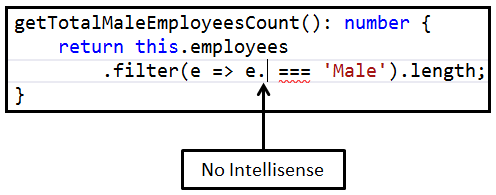 getTotalMaleEmployeesCount(): number {
    return this.employees
        .filter(e => e. === 'Male').length;
}
No Intellisense